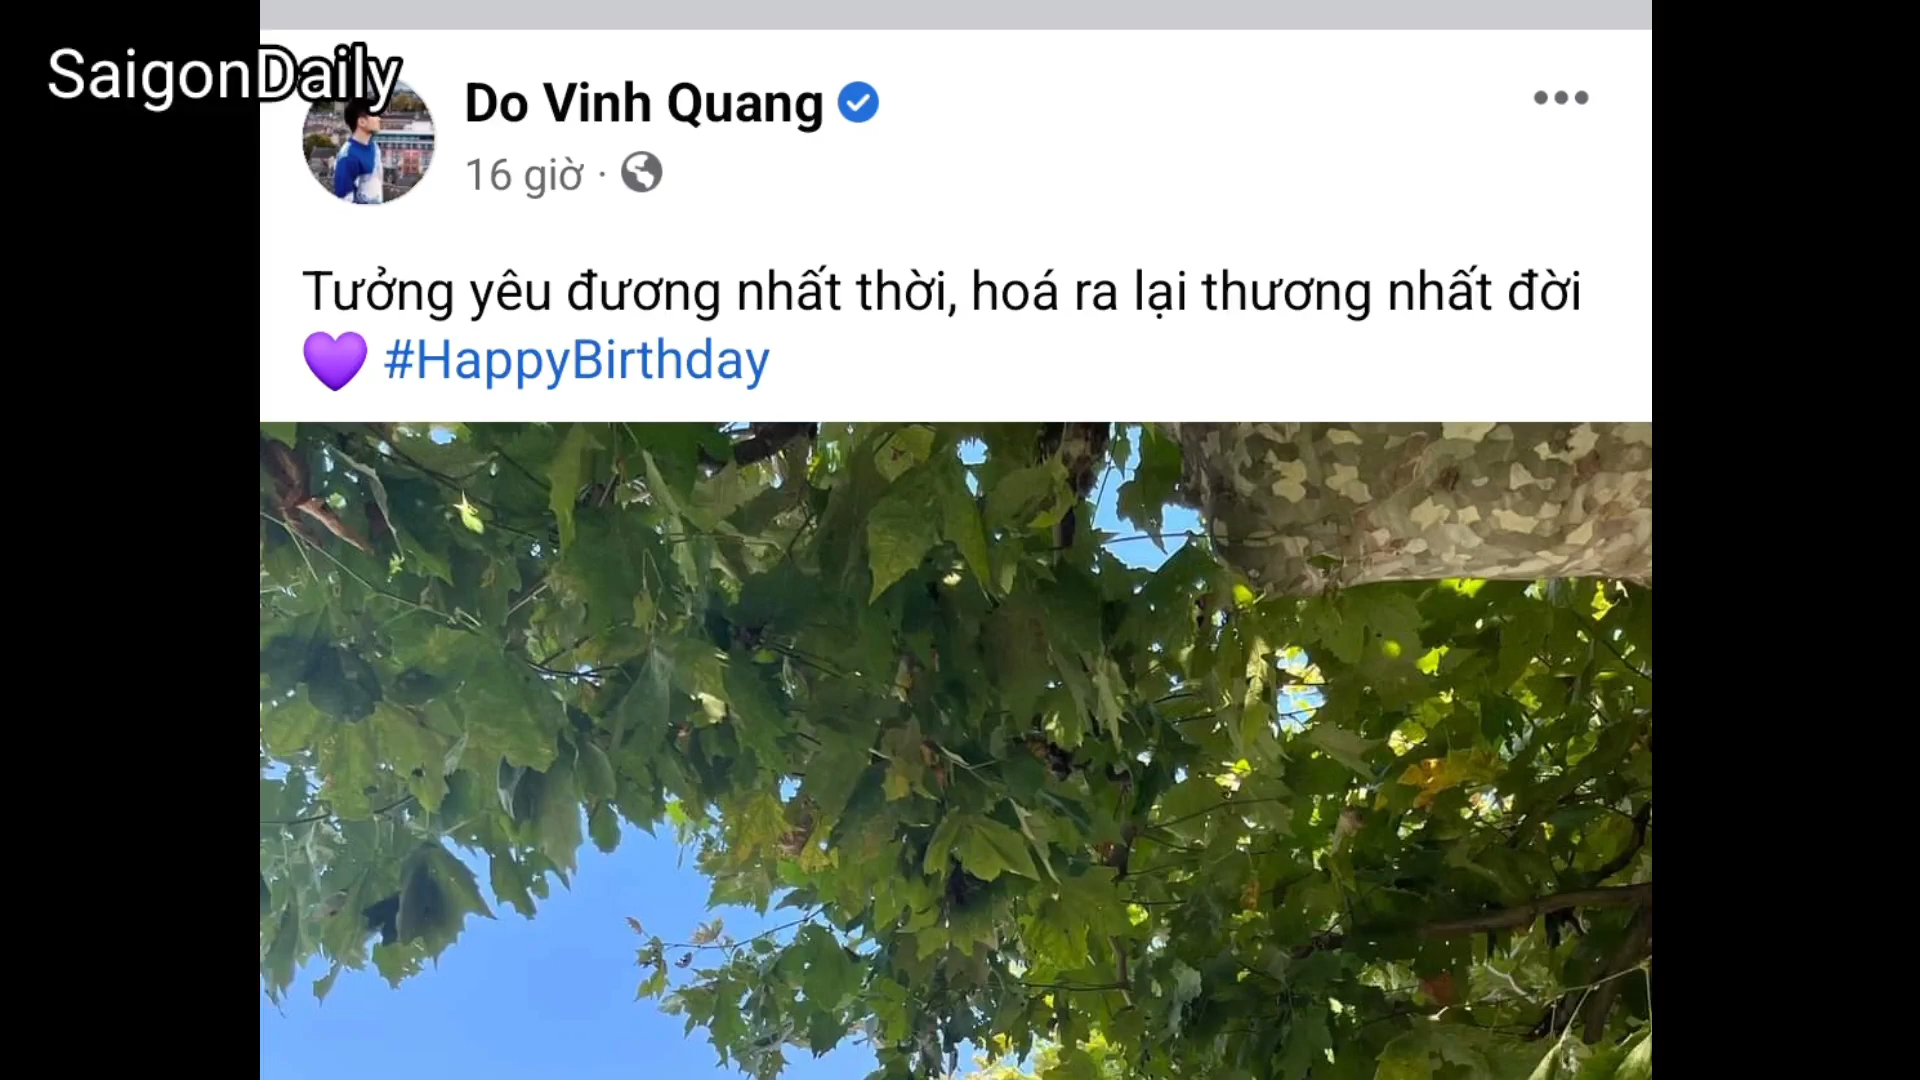 SaigonDaily
Do Vinh Quang
16 giờ ·
Tưởng yêu đương nhất thời, hoá ra lại thương nhất đời
💜 #HappyBirthday